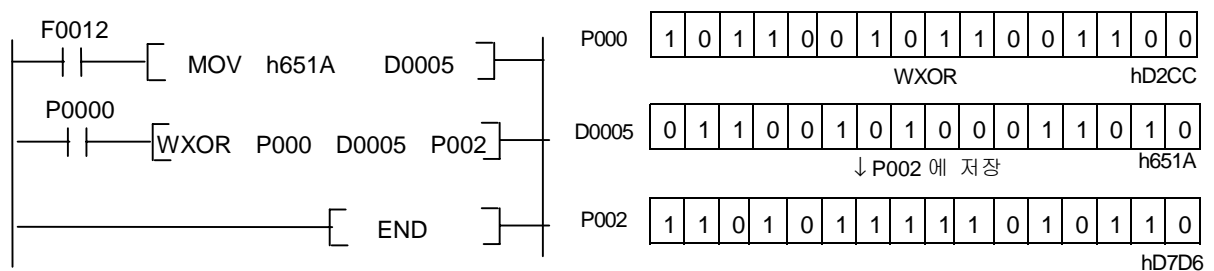 F0012
MOV h651A D0005
P0000
WXOR P000 D0005 P002
END
P000 1 0 1 1 0 0 1 0 1 1 0 0 1 1 0 0
WXOR hD2CC
D0005 0 1 1 0 0 1 0 1 0 0 0 1 1 0 1 0
↓ P002 에 저장 h651A
P002 1 1 0 1 0 1 1 1 1 1 0 1 0 1 1 0
hD7D6